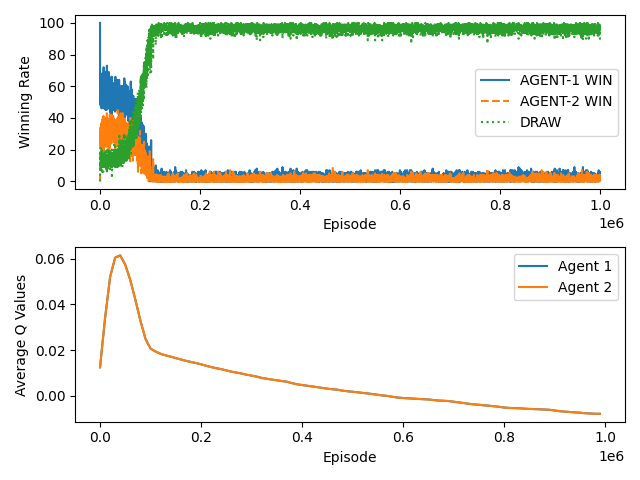 100
80
60
40
20
0
Winning Rate
AGENT-1 WIN
AGENT-2 WIN
DRAW
0.0 0.2 0.4 0.6 0.8 1.0
1e6
Episode
0.06
0.04
0.02
0.00
Average Q Values
Agent 1
Agent 2
0.0 0.2 0.4 0.6 0.8 1.0
1e6
Episode